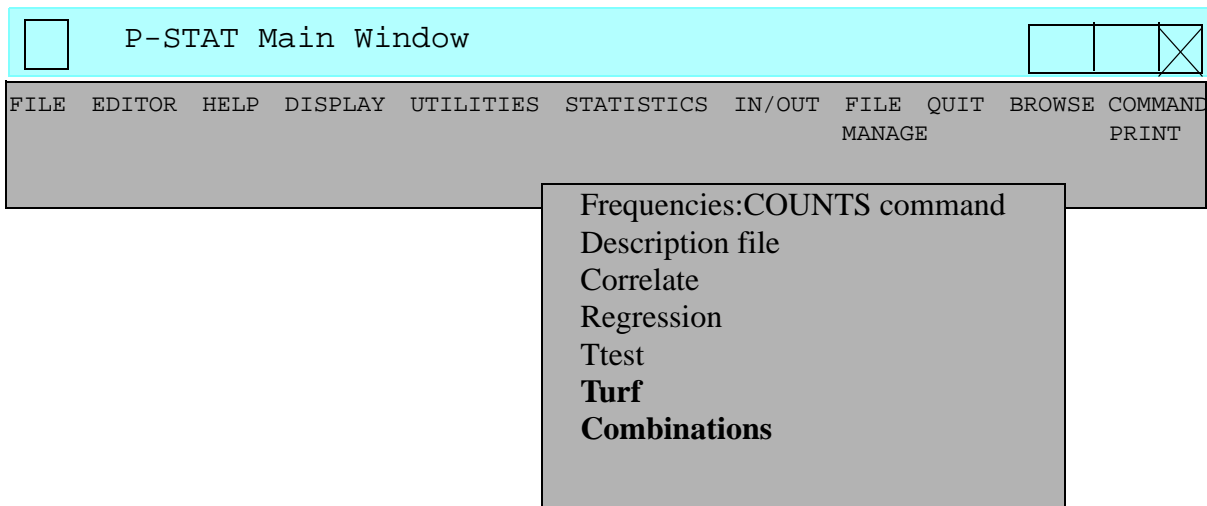 P-STAT Main Window
FILE EDITOR HELP DISPLAY UTILITIES STATISTICS IN/OUT FILE QUIT BROWSE COMMAND
MANAGE PRINT
Frequencies:COUNTS command
Description file
Correlate
Regression
Ttest
Turf
Combinations